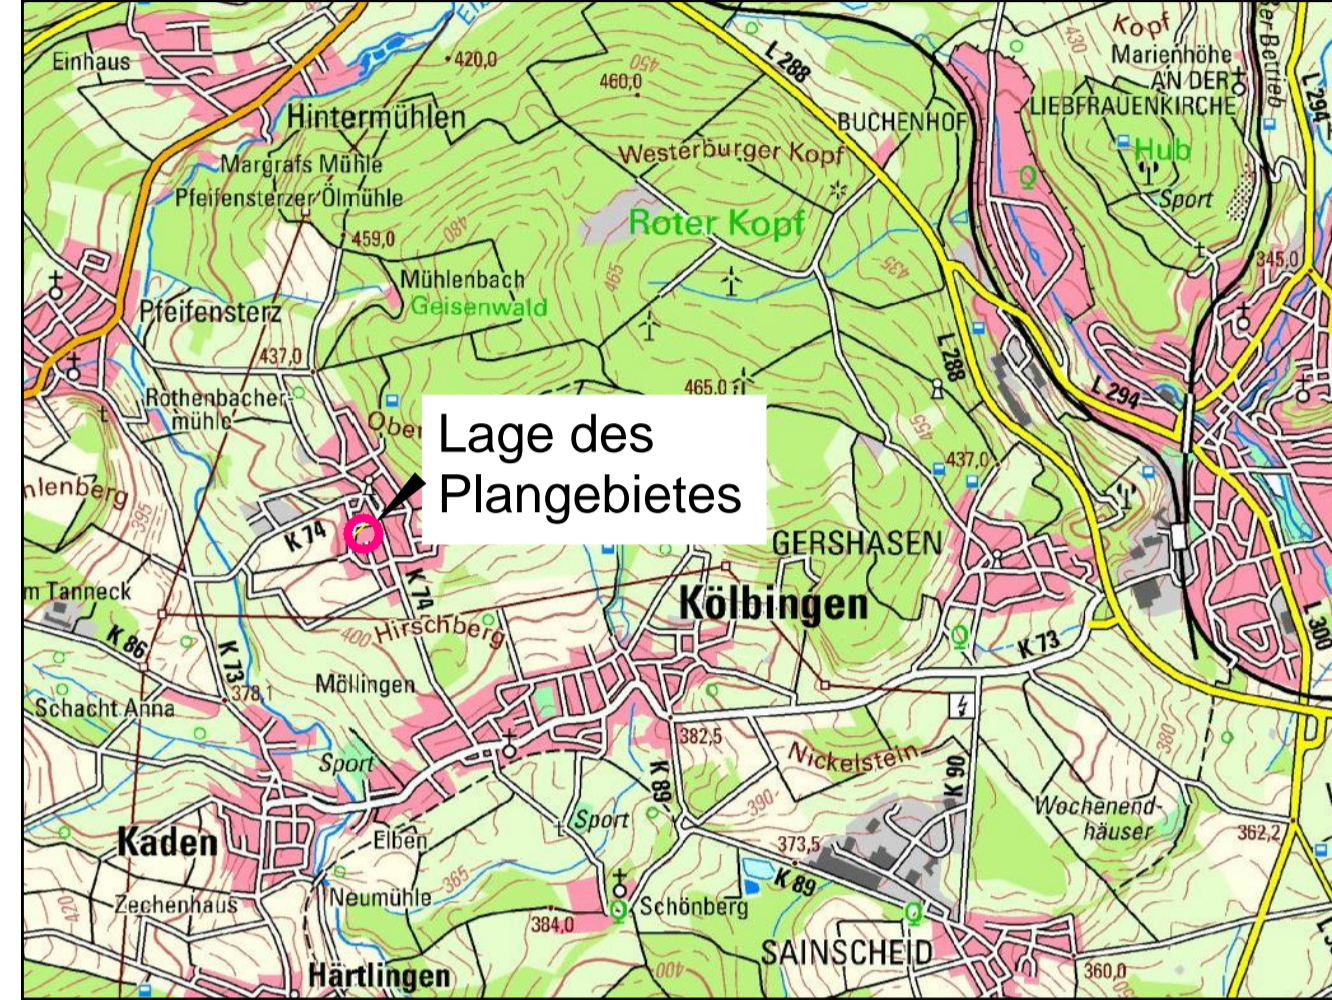 Einhaus
420,0
450
460,0
L 288
430
Kopf
Marienhöhe
AN DER
LIEBFRAUENKIRCHE
L 294
Hintermühlen
BUCHENHOF
Margrafs Mühle
Westerburger Kopf
Hub
Pfeifensterzer Ölmühle
Sport
Roter Kopf
459,0
480
465
435
345,0
Mühlenbach
Geisenwald
Pfeifensterz
437,0
L 288
465,0
Rothenbacher-
mühle
L 294
Lage des
Plangebietes
455
437,0
395
K 74
GERSHASEN
m Tanneck
K 74
Kölbingen
400
Hirschberg
K 86
K 73
K 73
L 300
Möllingen
378,1
Schacht Anna
382,5
Nickelstein
380
Sport
K 89
K 90
390
Wochenend-
häuser
Kaden
Elben
Sport
373,5
362,2
K 89
365
Zechenhaus
Neumühle
420
384,0
Schönberg
SAINSCHEID
400
360,0
Härtlingen